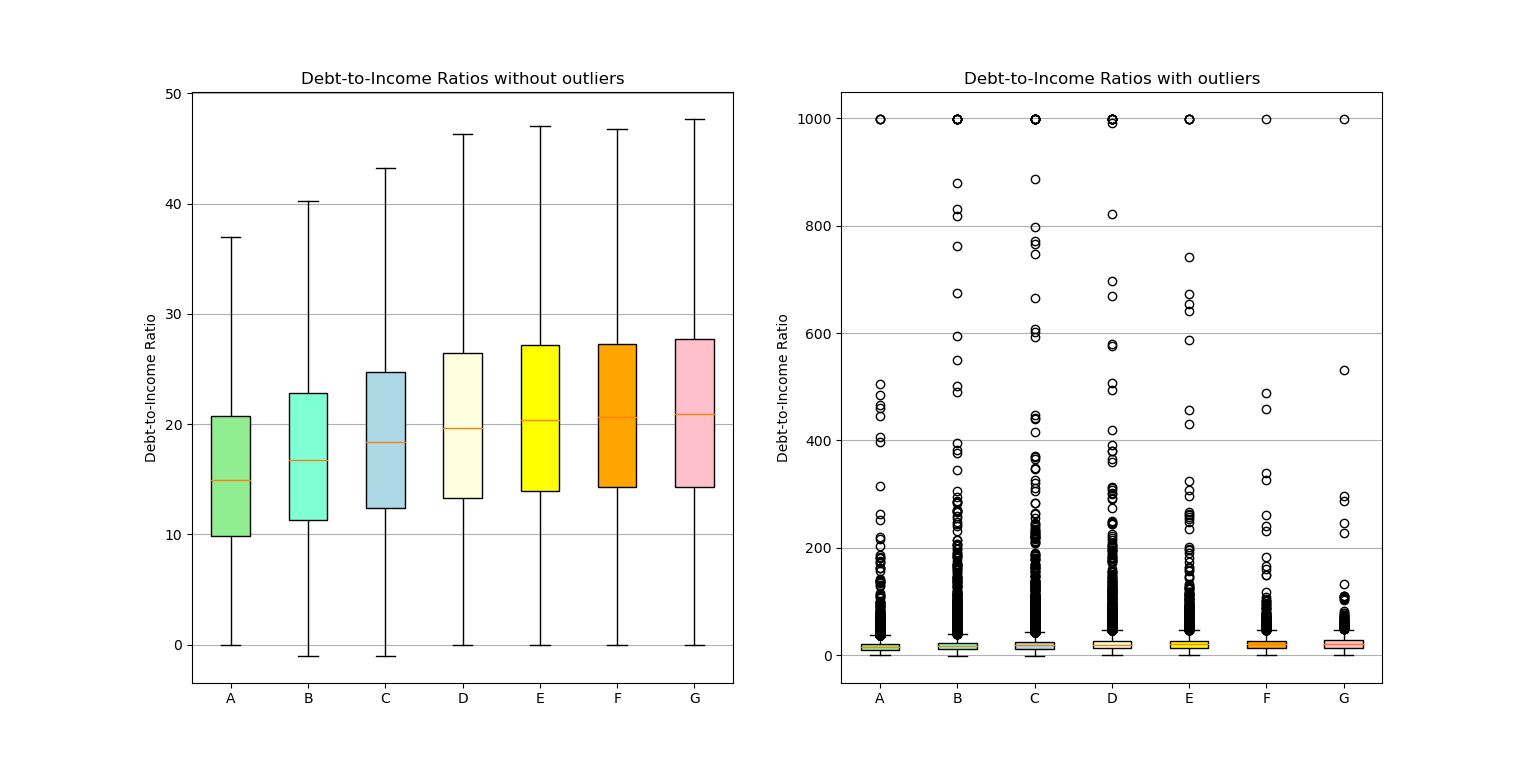 Debt-to-Income Ratios without outliers
Debt-to-Income Ratio
50
40
30
20
10
0
A B C D E F G
Debt-to-Income Ratios with outliers
Debt-to-Income Ratio
1000
800
600
400
200
0
A B C D E F G